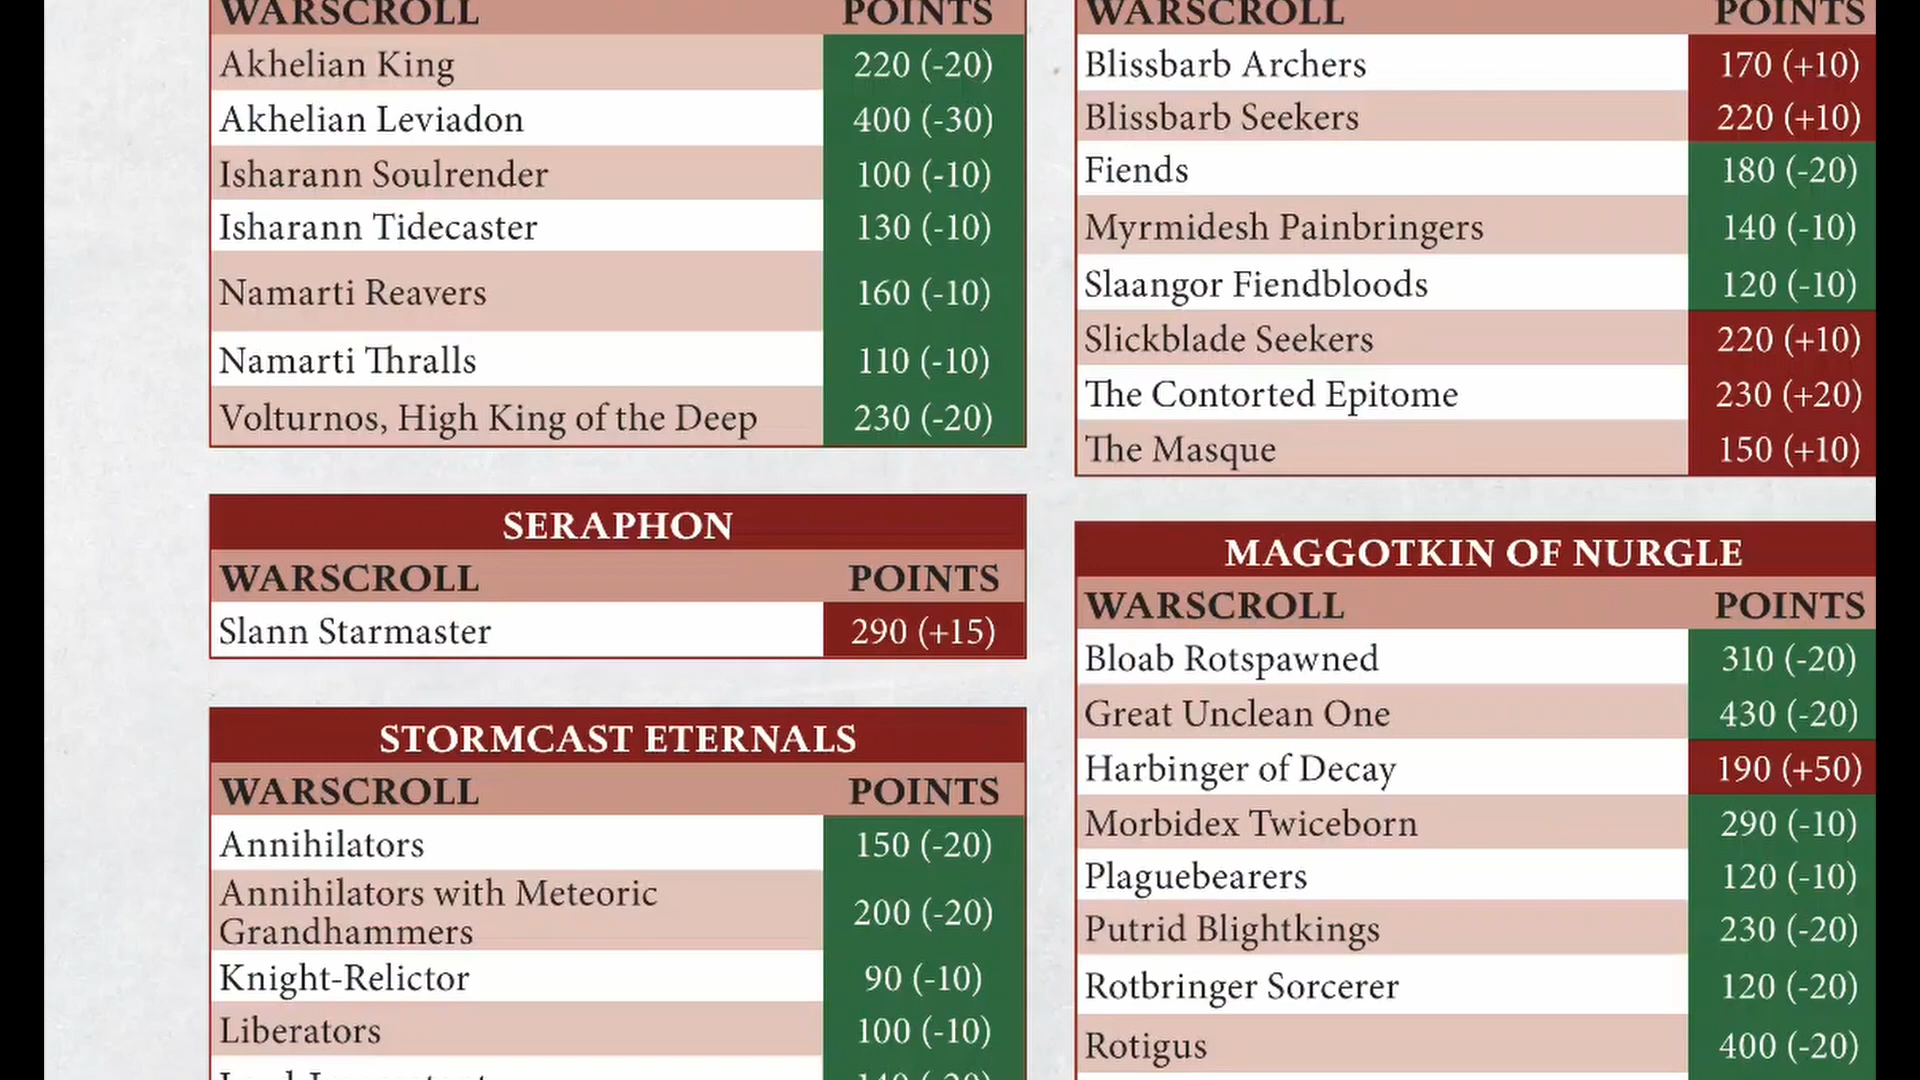 WARSCROLL POINTS
Akhelian King 220 (-20)
Akhelian Leviadon 400 (-30)
Isharann Soulrender 100 (-10)
Isharann Tidecaster 130 (-10)
Namarti Reavers 160 (-10)
Namarti Thralls 110 (-10)
Volturnos, High King of the Deep 230 (-20)
SERAPHON
WARSCROLL POINTS
Slann Starmaster 290 (+15)
STORMCAST ETERNALS
WARSCROLL POINTS
Annihilators 150 (-20)
Annihilators with Meteoric
Grandhammers 200 (-20)
Knight-Relictor 90 (-10)
Liberators 100 (-10)
WARSCROLL POINTS
Blissbarb Archers 170 (+10)
Blissbarb Seekers 220 (+10)
Fiends 180 (-20)
Myrmidesh Painbringers 140 (-10)
Slaangor Fiendbloods 120 (-10)
Slickblade Seekers 220 (+10)
The Contorted Epitome 230 (+20)
The Masque 150 (+10)
MAGGOTKIN OF NURGLE
WARSCROLL POINTS
Bloab Rotspawned 310 (-20)
Great Unclean One 430 (-20)
Harbinger of Decay 190 (+50)
Morbidex Twiceborn 290 (-10)
Plaguebearers 120 (-10)
Putrid Blightkings 230 (-20)
Rotbringer Sorcerer 120 (-20)
Rotigus 400 (-20)